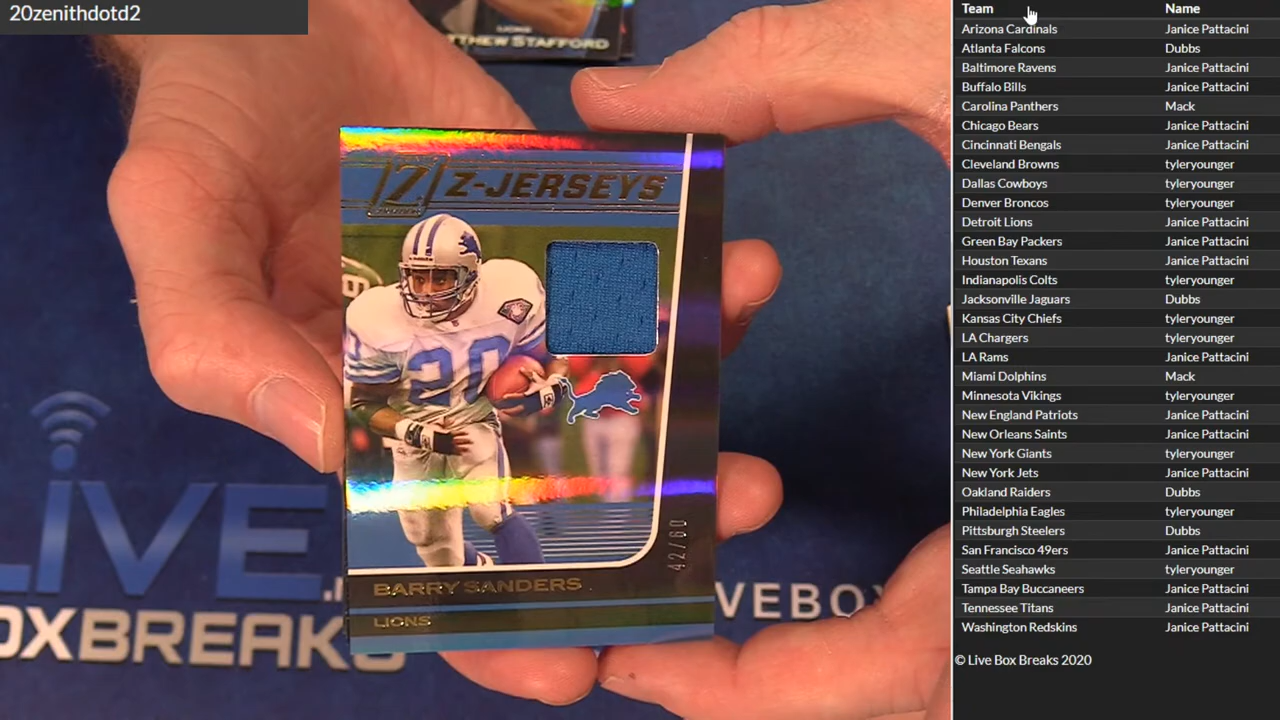 20zenithdotd2
LIONS
THEW STAFFORD
Z
Z-JERSEYS
20
42/60
BARRY SANDERS
LIONS
LIVE
OXBREAKS
VEBOX
Team Name
Arizona Cardinals Janice Pattacini
Atlanta Falcons Dubbs
Baltimore Ravens Janice Pattacini
Buffalo Bills Janice Pattacini
Carolina Panthers Mack
Chicago Bears Janice Pattacini
Cincinnati Bengals Janice Pattacini
Cleveland Browns tyleryounger
Dallas Cowboys tyleryounger
Denver Broncos tyleryounger
Detroit Lions Janice Pattacini
Green Bay Packers Janice Pattacini
Houston Texans Janice Pattacini
Indianapolis Colts tyleryounger
Jacksonville Jaguars Dubbs
Kansas City Chiefs tyleryounger
LA Chargers tyleryounger
LA Rams Janice Pattacini
Miami Dolphins Mack
Minnesota Vikings tyleryounger
New England Patriots Janice Pattacini
New Orleans Saints Janice Pattacini
New York Giants tyleryounger
New York Jets Janice Pattacini
Oakland Raiders Dubbs
Philadelphia Eagles tyleryounger
Pittsburgh Steelers Dubbs
San Francisco 49ers Janice Pattacini
Seattle Seahawks tyleryounger
Tampa Bay Buccaneers Janice Pattacini
Tennessee Titans Janice Pattacini
Washington Redskins Janice Pattacini
© Live Box Breaks 2020